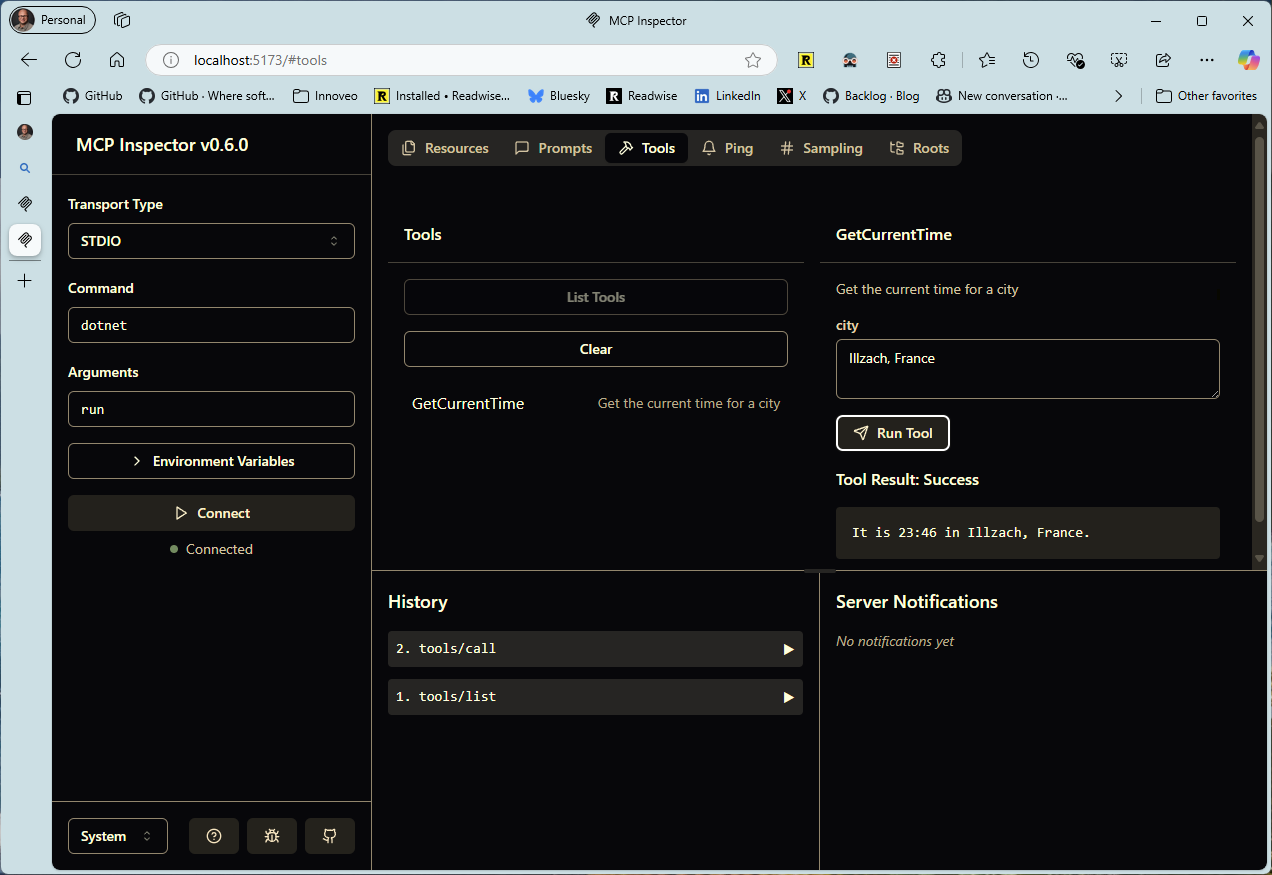 Personal
MCP Inspector
localhost:5173/#tools
GitHub
GitHub · Where soft...
Innoveo
Installed • Readwise...
Bluesky
Readwise
LinkedIn
X
Backlog · Blog
New conversation ·...
Other favorites
MCP Inspector v0.6.0
Transport Type
STDIO
Command
dotnet
Arguments
run
Environment Variables
Connect
Connected
System
Resources
Prompts
Tools
Ping
Sampling
Roots
Tools
List Tools
Clear
GetCurrentTime
Get the current time for a city
GetCurrentTime
Get the current time for a city
city
Illzach, France
Run Tool
Tool Result: Success
It is 23:46 in Illzach, France.
History
2. tools/call
1. tools/list
Server Notifications
No notifications yet